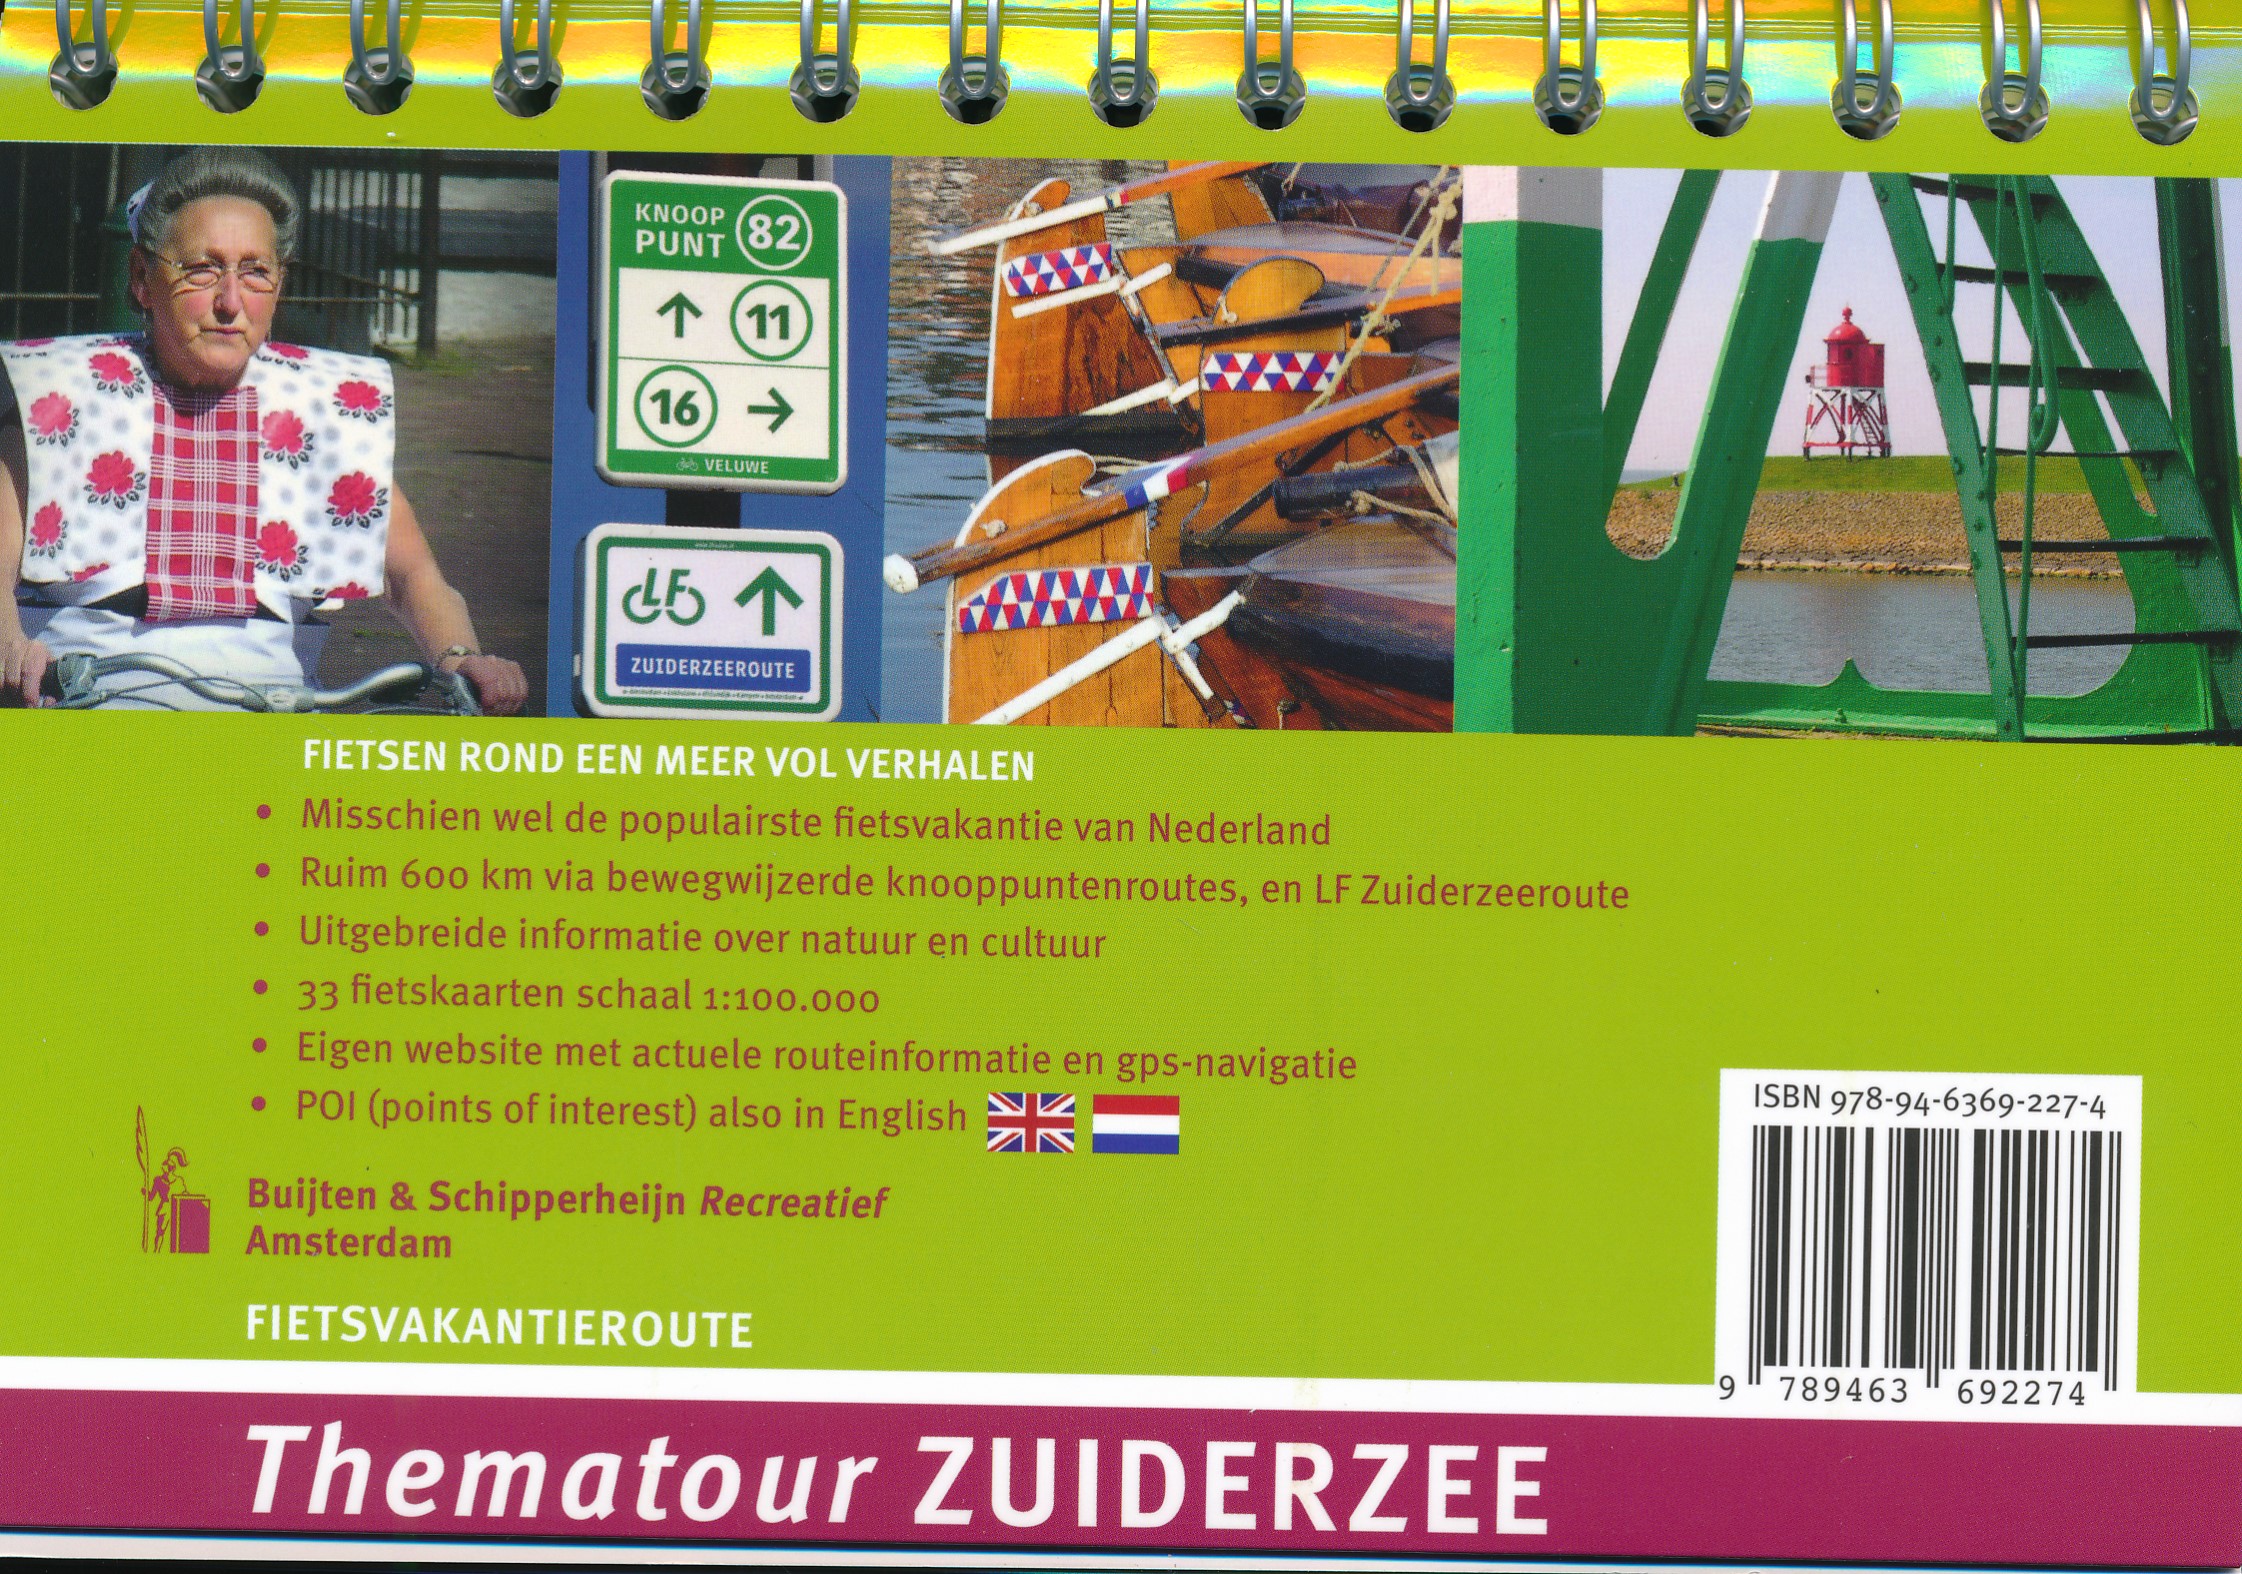 KNOOP
PUNT 82
11
16
VELUWE
LF
ZUIDERZEEROUTE
FIETSEN ROND EEN MEER VOL VERHALEN
• Misschien wel de populairste fietsvakantie van Nederland
• Ruim 600 km via bewegwijzerde knooppuntenroutes, en LF Zuiderzeeroute
• Uitgebreide informatie over natuur en cultuur
• 33 fietskaarten schaal 1:100.000
• Eigen website met actuele routeinformatie en gps-navigatie
• POI (points of interest) also in English
Buijten & Schipperheijn Recreatief
Amsterdam
FIETSVAKANTIEROUTE
ISBN 978-94-6369-227-4
9 789463 692274
Thematour ZUIDERZEE